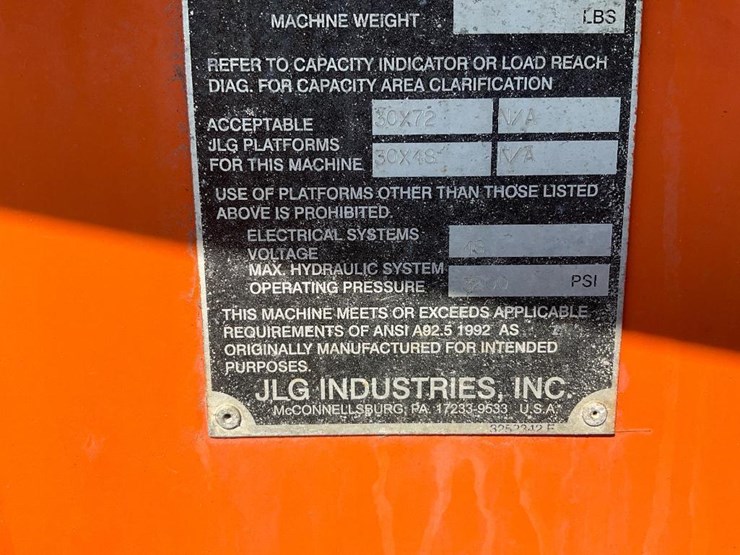 MACHINE WEIGHT LBS
REFER TO CAPACITY INDICATOR OR LOAD REACH
DIAG. FOR CAPACITY AREA CLARIFICATION
ACCEPTABLE 30X72 N/A
JLG PLATFORMS
FOR THIS MACHINE 30X48 N/A
USE OF PLATFORMS OTHER THAN THOSE LISTED
ABOVE IS PROHIBITED.
ELECTRICAL SYSTEMS
VOLTAGE
MAX. HYDRAULIC SYSTEM
OPERATING PRESSURE PSI
THIS MACHINE MEETS OR EXCEEDS APPLICABLE
REQUIREMENTS OF ANSI A92.5 1992 AS
ORIGINALLY MANUFACTURED FOR INTENDED
PURPOSES.
JLG INDUSTRIES, INC.
McCONNELLSBURG, PA. 17233-9533 U.S.A.